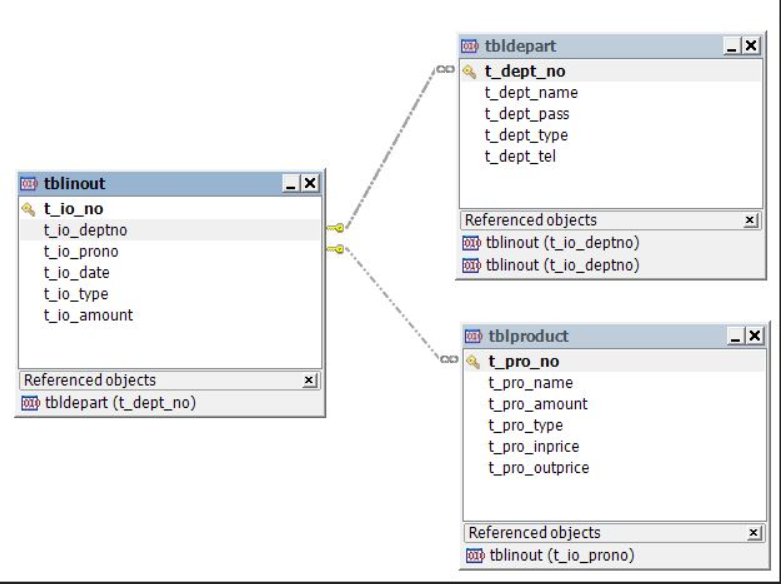 tblinout
t_io_no
t_io_deptno
t_io_prono
t_io_date
t_io_type
t_io_amount
Referenced objects
tbldepart (t_dept_no)
tbldepart
t_dept_no
t_dept_name
t_dept_pass
t_dept_type
t_dept_tel
Referenced objects
tblinout (t_io_deptno)
tblinout (t_io_deptno)
tblproduct
t_pro_no
t_pro_name
t_pro_amount
t_pro_type
t_pro_inprice
t_pro_outprice
Referenced objects
tblinout (t_io_prono)